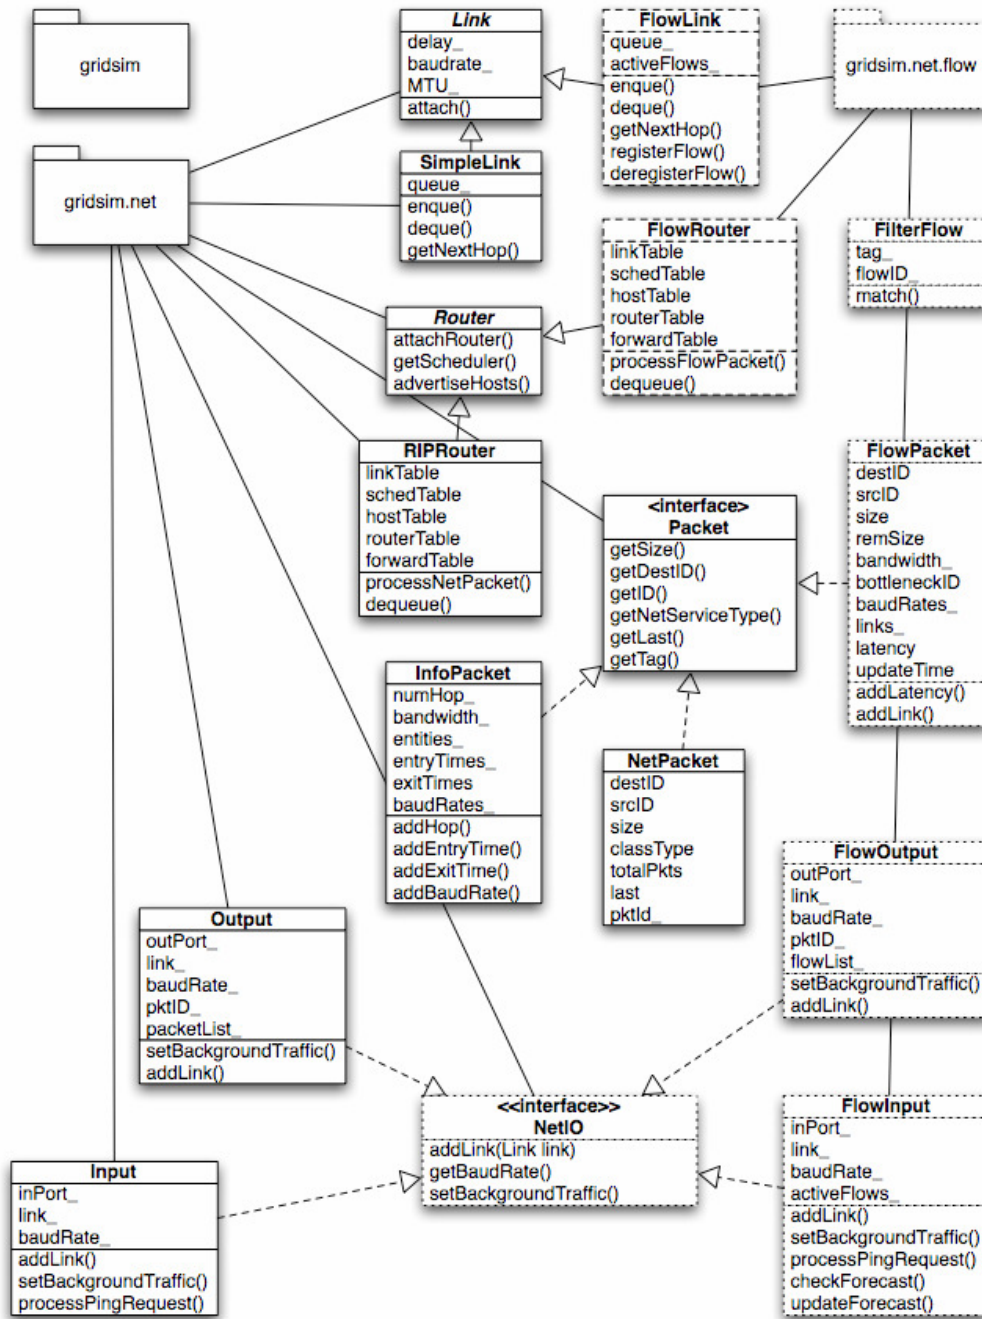 gridsim
gridsim.net
Link
delay_
baudrate_
MTU_
attach()
SimpleLink
queue_
enque()
deque()
getNextHop()
FlowLink
queue_
activeFlows_
enque()
deque()
getNextHop()
registerFlow()
deregisterFlow()
gridsim.net.flow
FlowRouter
linkTable
schedTable
hostTable
routerTable
forwardTable
processFlowPacket()
dequeue()
FilterFlow
tag_
flowID_
match()
Router
attachRouter()
getScheduler()
advertiseHosts()
RIPRouter
linkTable
schedTable
hostTable
routerTable
forwardTable
processNetPacket()
dequeue()
<interface>
Packet
getSize()
getDestID()
getID()
getNetServiceType()
getLast()
getTag()
FlowPacket
destID
srcID
size
remSize
bandwidth_
bottleneckID
baudRates_
links_
latency
updateTime
addLatency()
addLink()
InfoPacket
numHop_
bandwidth_
entities_
entryTimes_
exitTimes
baudRates_
addHop()
addEntryTime()
addExitTime()
addBaudRate()
NetPacket
destID
srcID
size
classType
totalPkts
last
pktId_
Output
outPort_
link_
baudRate_
pktID_
packetList_
setBackgroundTraffic()
addLink()
FlowOutput
outPort_
link_
baudRate_
pktID_
flowList_
setBackgroundTraffic()
addLink()
<<interface>>
NetIO
addLink(Link link)
getBaudRate()
setBackgroundTraffic()
Input
inPort_
link_
baudRate_
addLink()
setBackgroundTraffic()
processPingRequest()
FlowInput
inPort_
link_
baudRate_
activeFlows_
addLink()
setBackgroundTraffic()
processPingRequest()
checkForecast()
updateForecast()